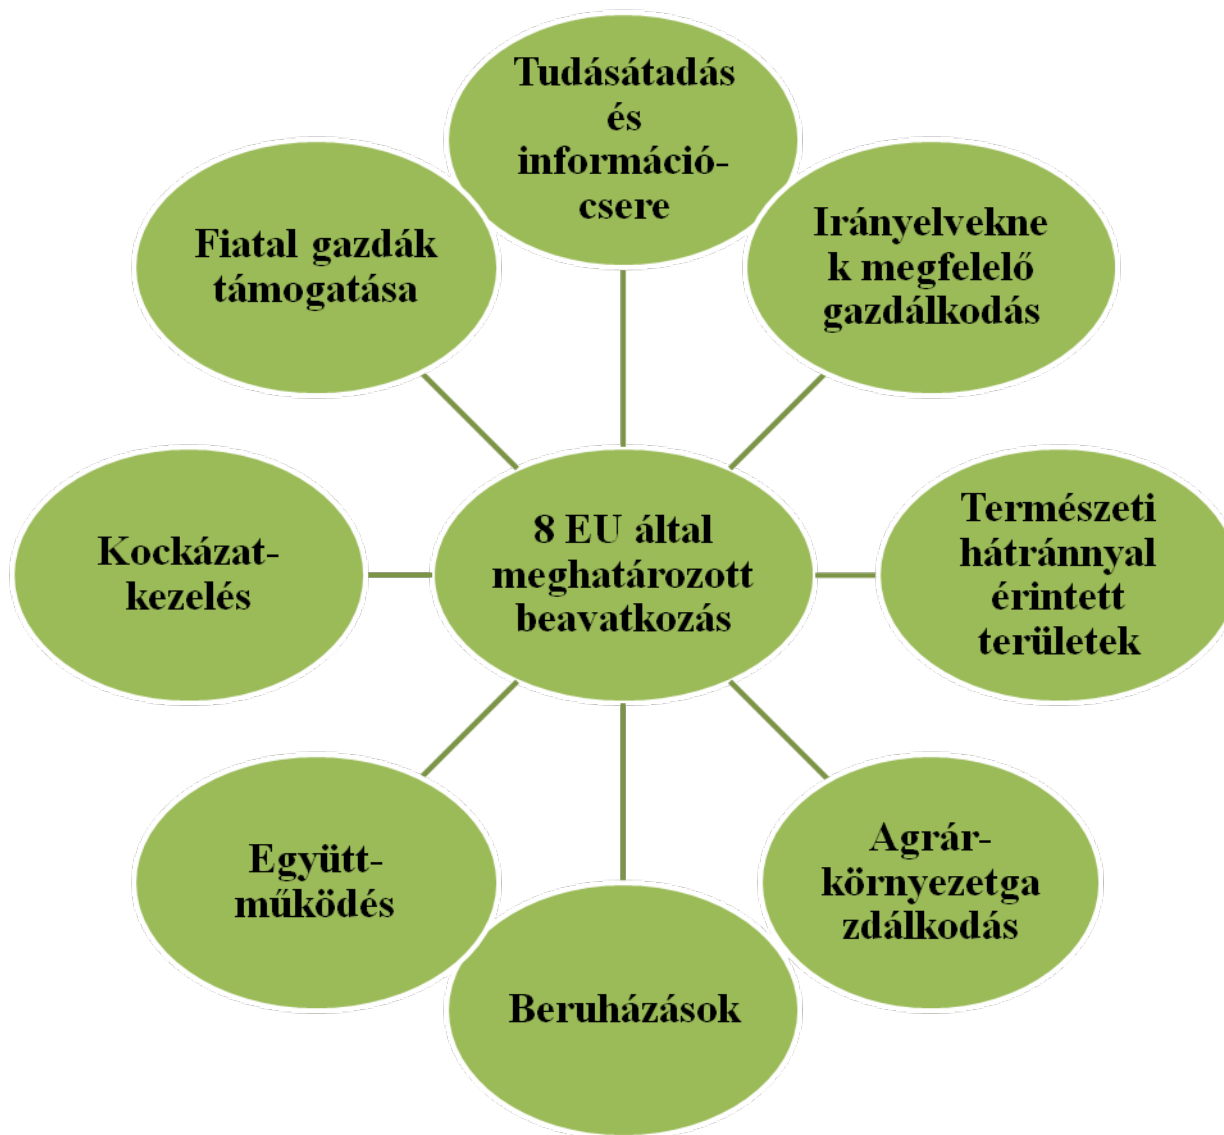 Tudásátadás
és
információ-
csere
Irányelvekne
k megfelelő
gazdálkodás
Természeti
hátránnyal
érintett
területek
Agrár-
környezetga
zdálkodás
Beruházások
Együtt-
működés
Kockázat-
kezelés
Fiatal gazdák
támogatása
8 EU által
meghatározott
beavatkozás